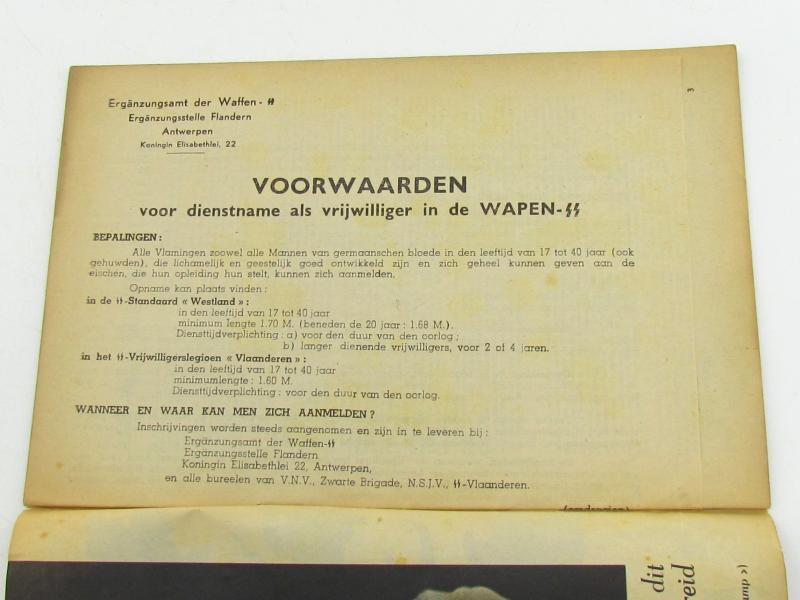 Ergänzungsamt der Waffen-ᛋᛋ
Ergänzungsstelle Flandern
Antwerpen
Koningin Elisabethlei, 22
3
VOORWAARDEN
voor dienstname als vrijwilliger in de WAPEN-ᛋᛋ
BEPALINGEN:
Alle Vlamingen zoowel alle Mannen van germaanschen bloede in den leeftijd van 17 tot 40 jaar (ook
gehuwden), die lichamelijk en geestelijk goed ontwikkeld zijn en zich geheel kunnen geven aan de
eischen, die hun opleiding hun stelt, kunnen zich aanmelden.
Opname kan plaats vinden:
in de ᛋᛋ-Standaard « Westland »:
in den leeftijd van 17 tot 40 jaar
minimum lengte 1.70 M. (beneden de 20 jaar: 1.68 M.).
Diensttijdverplichting: a) voor den duur van den oorlog;
b) langer dienende vrijwilligers, voor 2 of 4 jaren.
in het ᛋᛋ-Vrijwilligerslegioen « Vlaanderen »:
in den leeftijd van 17 tot 40 jaar
minimumlengte: 1.60 M.
Diensttijdverplichting: voor den duur van den oorlog.
WANNEER EN WAAR KAN MEN ZICH AANMELDEN?
Inschrijvingen worden steeds aangenomen en zijn in te leveren bij:
Ergänzungsamt der Waffen-ᛋᛋ
Ergänzungsstelle Flandern
Koningin Elisabethlei 22, Antwerpen,
en alle bureelen van V.N.V., Zwarte Brigade, N.S.J.V., ᛋᛋ-Vlaanderen.
dit